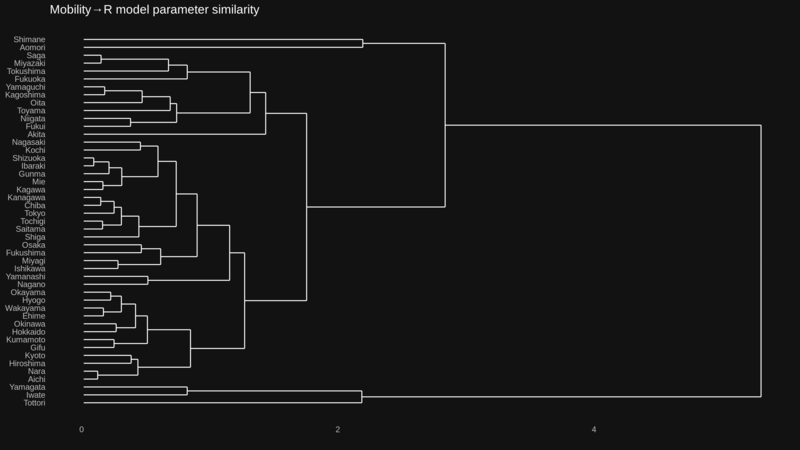 Mobility→R model parameter similarity
Shimane
Aomori
Saga
Miyazaki
Tokushima
Fukuoka
Yamaguchi
Kagoshima
Oita
Toyama
Niigata
Fukui
Akita
Nagasaki
Kochi
Shizuoka
Ibaraki
Gunma
Mie
Kagawa
Kanagawa
Chiba
Tokyo
Tochigi
Saitama
Shiga
Osaka
Fukushima
Miyagi
Ishikawa
Yamanashi
Nagano
Okayama
Hyogo
Wakayama
Ehime
Okinawa
Hokkaido
Kumamoto
Gifu
Kyoto
Hiroshima
Nara
Aichi
Yamagata
Iwate
Tottori
0 2 4